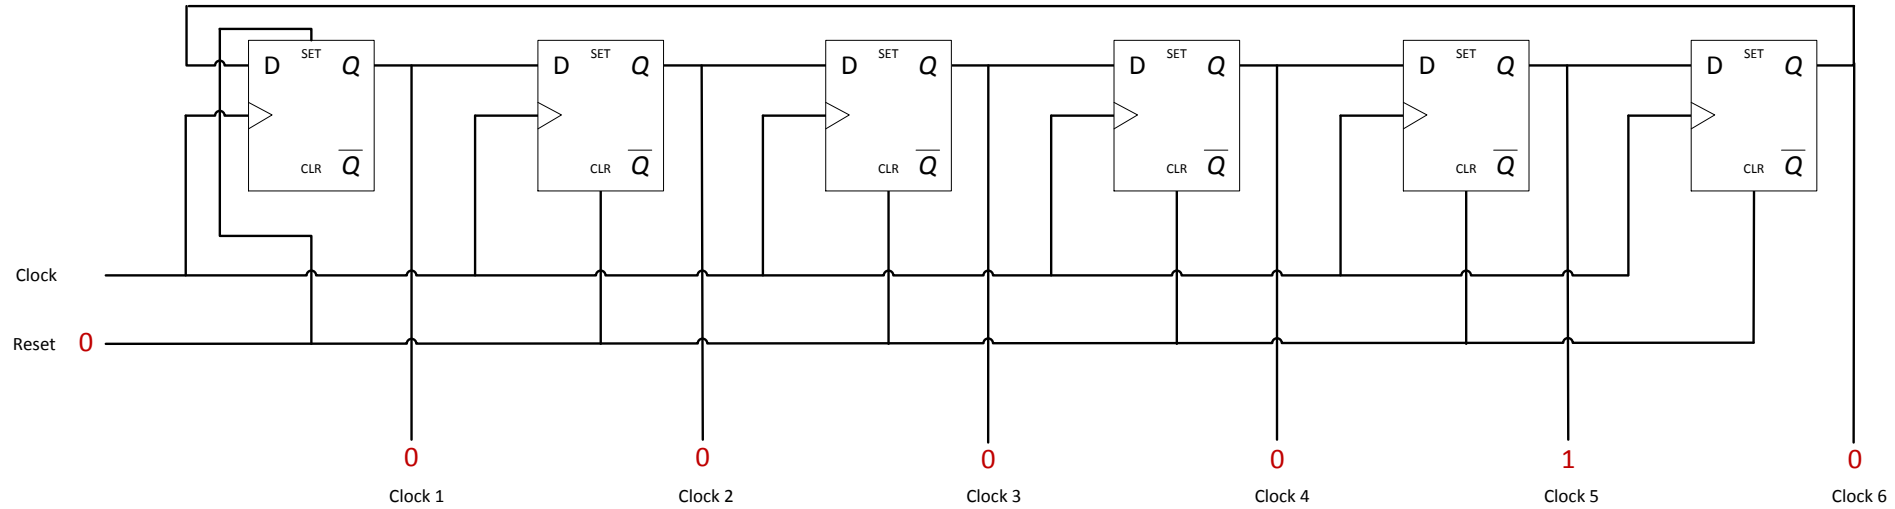 SET SET SET SET SET SET
D Q D Q D Q D Q D Q D Q
CLR Q CLR Q CLR Q CLR Q CLR Q CLR Q
Clock
Reset 0
0 0 0 0 1 0
Clock 1 Clock 2 Clock 3 Clock 4 Clock 5 Clock 6